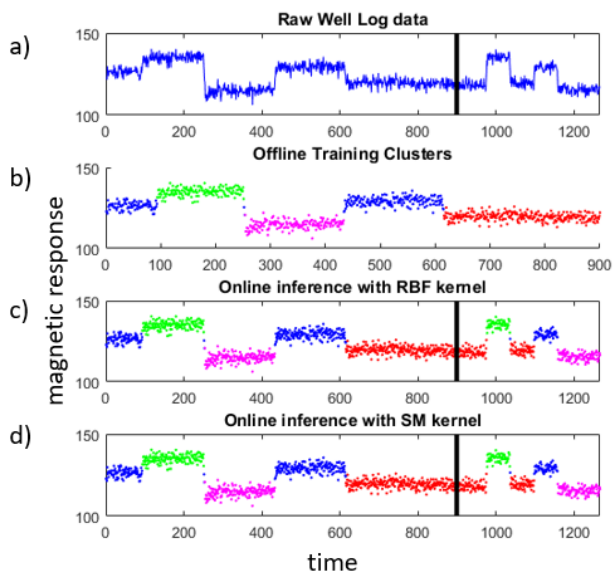 Raw Well Log data
a)
150
100
0 200 400 600 800 1000 1200
Offline Training Clusters
b)
150
100
0 100 200 300 400 500 600 700 800 900
magnetic response
Online inference with RBF kernel
c)
150
100
0 200 400 600 800 1000 1200
Online inference with SM kernel
d)
150
100
0 200 400 600 800 1000 1200
time